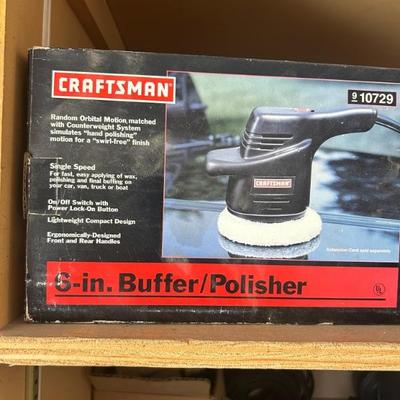 CRAFTSMAN
9 10729
Random Orbital Motion, matched
with Counterweight System
simulates "hand polishing"
motion for a "swirl-free" finish
Single Speed
For fast, easy applying of wax,
polishing and final buffing on
your car, van, truck or boat
On/Off Switch with
Power Lock-On Button
Lightweight Compact Design
Ergonomically-Designed
Front and Rear Handles
CRAFTSMAN
Extension Cord sold separately
6-in. Buffer/Polisher
UL